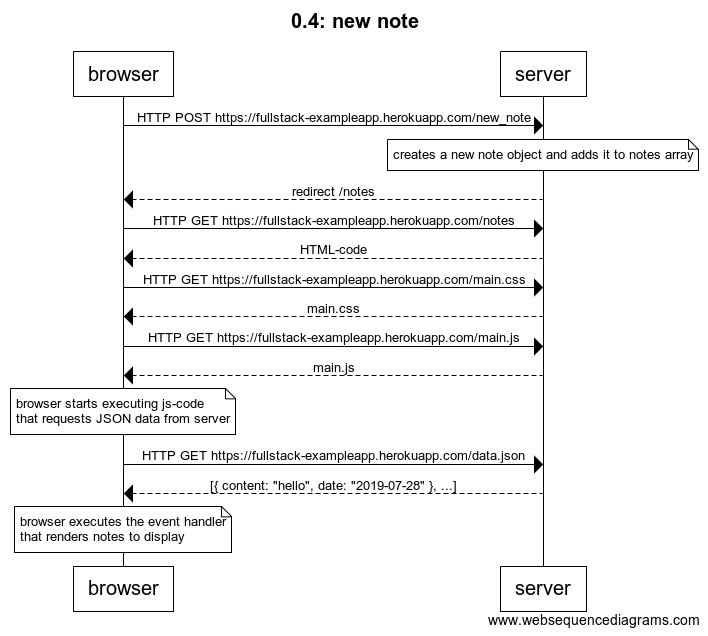 0.4: new note
browser
server
HTTP POST https://fullstack-exampleapp.herokuapp.com/new_note
creates a new note object and adds it to notes array
redirect /notes
HTTP GET https://fullstack-exampleapp.herokuapp.com/notes
HTML-code
HTTP GET https://fullstack-exampleapp.herokuapp.com/main.css
main.css
HTTP GET https://fullstack-exampleapp.herokuapp.com/main.js
main.js
browser starts executing js-code
that requests JSON data from server
HTTP GET https://fullstack-exampleapp.herokuapp.com/data.json
[{ content: "hello", date: "2019-07-28" }, ...]
browser executes the event handler
that renders notes to display
browser
server
www.websequencediagrams.com